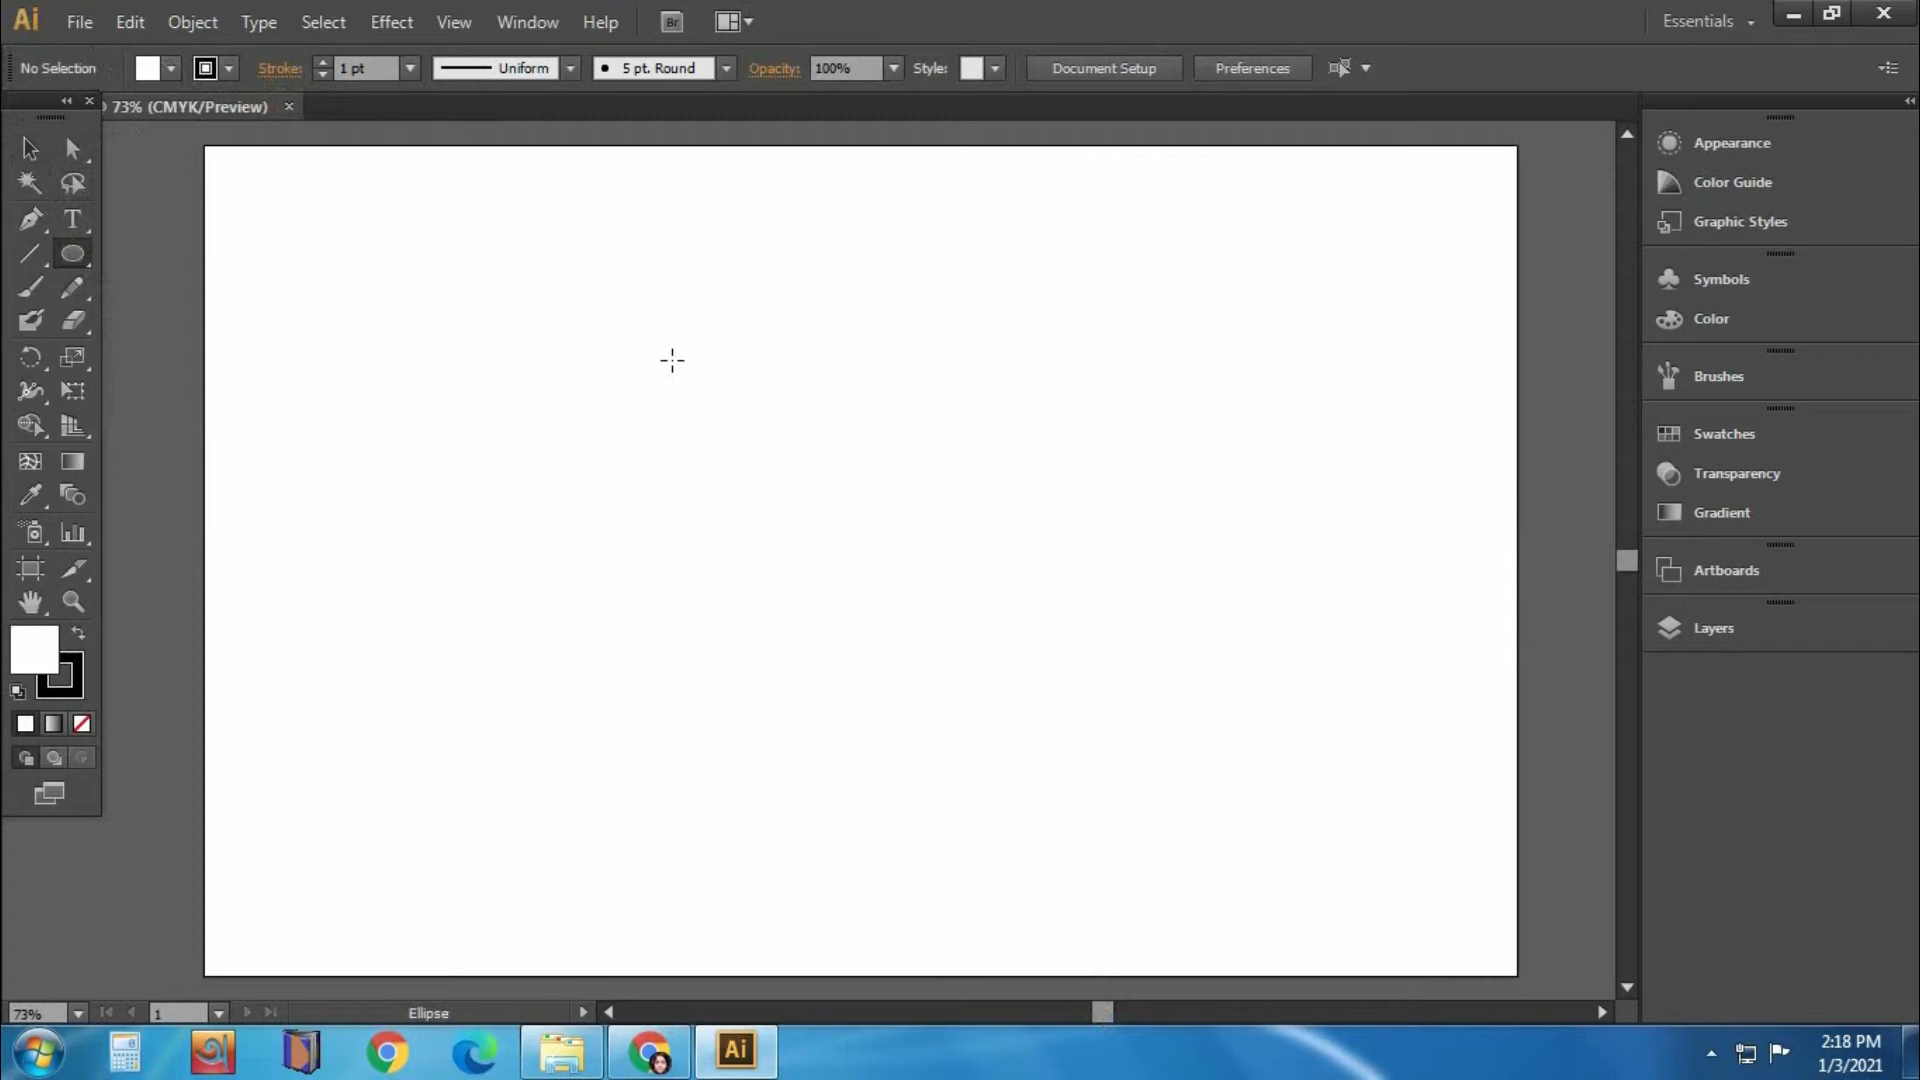 Ai File Edit Object Type Select Effect View Window Help Br Essentials
No Selection Stroke: 1 pt Uniform 5 pt. Round Opacity: 100% Style: Document Setup Preferences
73% (CMYK/Preview)
T
Appearance
Color Guide
Graphic Styles
Symbols
Color
Brushes
Swatches
Transparency
Gradient
Artboards
Layers
73% 1 Ellipse
Ai
2:18 PM
1/3/2021